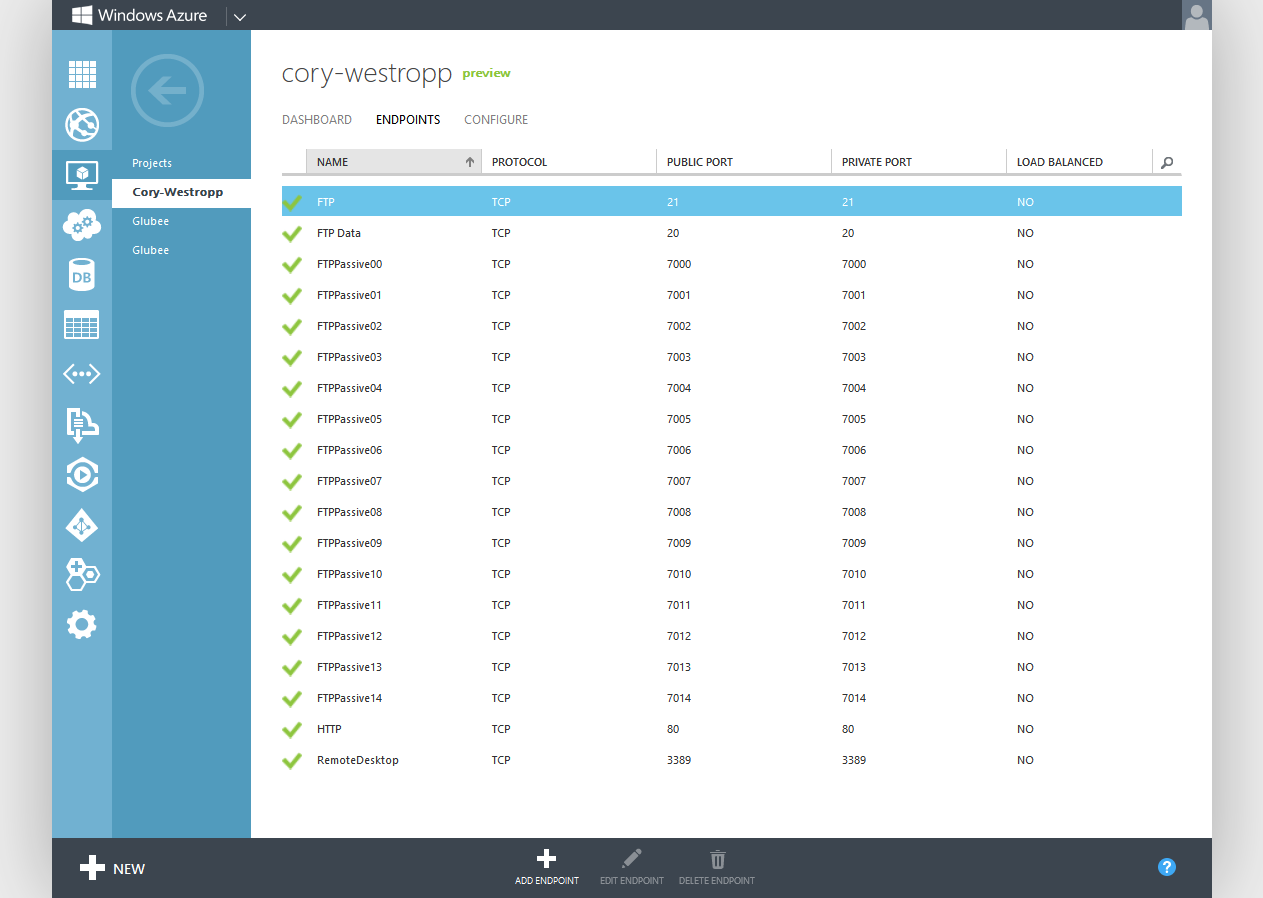 Windows Azure
cory-westropp preview
DASHBOARD ENDPOINTS CONFIGURE
Projects
Cory-Westropp
Glubee
Glubee
DB
NAME PROTOCOL PUBLIC PORT PRIVATE PORT LOAD BALANCED
FTP TCP 21 21 NO
FTP Data TCP 20 20 NO
FTPPassive00 TCP 7000 7000 NO
FTPPassive01 TCP 7001 7001 NO
FTPPassive02 TCP 7002 7002 NO
FTPPassive03 TCP 7003 7003 NO
FTPPassive04 TCP 7004 7004 NO
FTPPassive05 TCP 7005 7005 NO
FTPPassive06 TCP 7006 7006 NO
FTPPassive07 TCP 7007 7007 NO
FTPPassive08 TCP 7008 7008 NO
FTPPassive09 TCP 7009 7009 NO
FTPPassive10 TCP 7010 7010 NO
FTPPassive11 TCP 7011 7011 NO
FTPPassive12 TCP 7012 7012 NO
FTPPassive13 TCP 7013 7013 NO
FTPPassive14 TCP 7014 7014 NO
HTTP TCP 80 80 NO
RemoteDesktop TCP 3389 3389 NO
NEW
ADD ENDPOINT EDIT ENDPOINT DELETE ENDPOINT
?